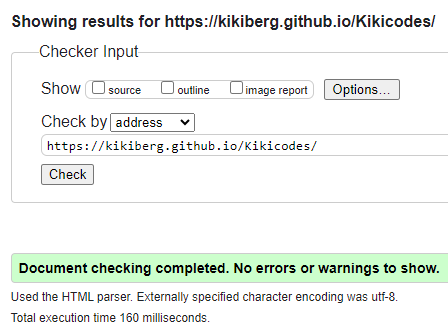 Showing results for https://kikiberg.github.io/Kikicodes/
Checker Input
Show source outline image report Options...
Check by address
https://kikiberg.github.io/Kikicodes/
Check
Document checking completed. No errors or warnings to show.
Used the HTML parser. Externally specified character encoding was utf-8.
Total execution time 160 milliseconds.